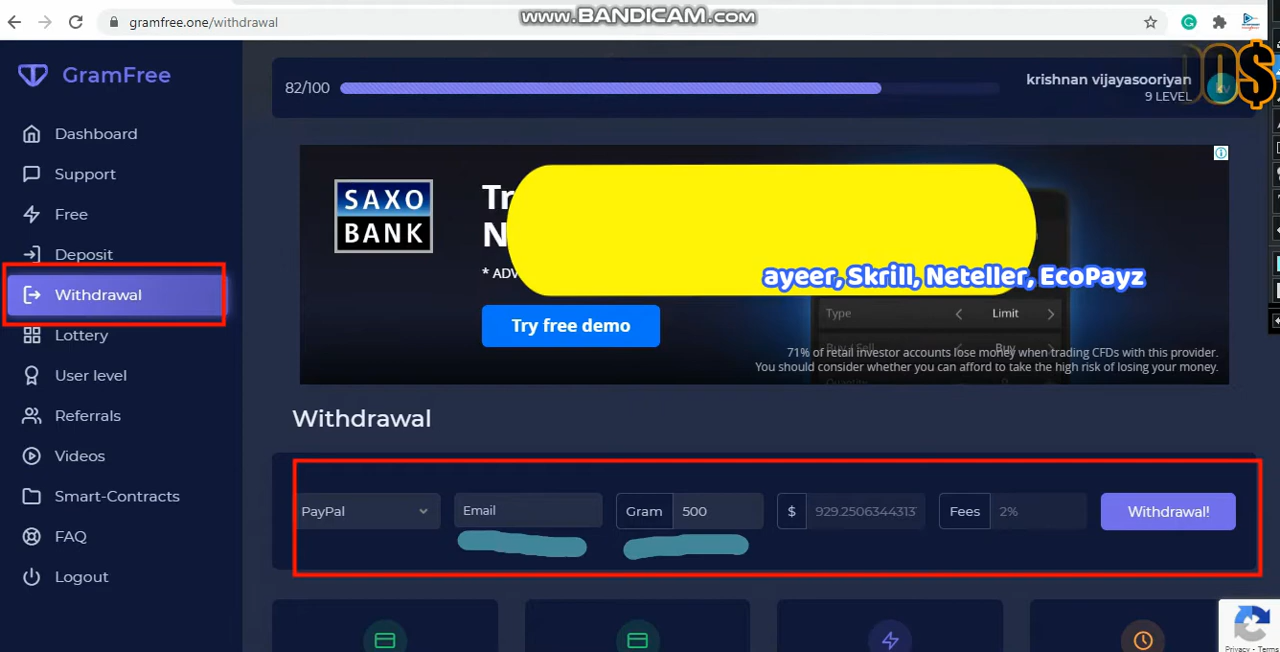 gramfree.one/withdrawal
www.BANDICAM.com
GramFree
82/100
krishnan vijayasooriyan
9 LEVEL
Dashboard
Support
Free
Deposit
Withdrawal
Lottery
User level
Referrals
Videos
Smart-Contracts
FAQ
Logout
SAXO
BANK
* ADV
Try free demo
ayeer, Skrill, Neteller, EcoPayz
Type
Limit
Buy
71% of retail investor accounts lose money when trading CFDs with this provider.
You should consider whether you can afford to take the high risk of losing your money.
Withdrawal
PayPal
Email
Gram
500
$
929.2506344313
Fees
2%
Withdrawal!
Privacy - Terms